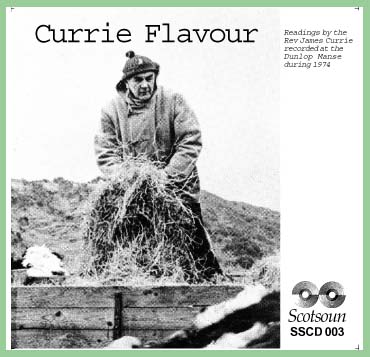 Currie Flavour
Readings by the
Rev James Currie
recorded at the
Dunlop Manse
during 1974
Scotsoun
SSCD 003